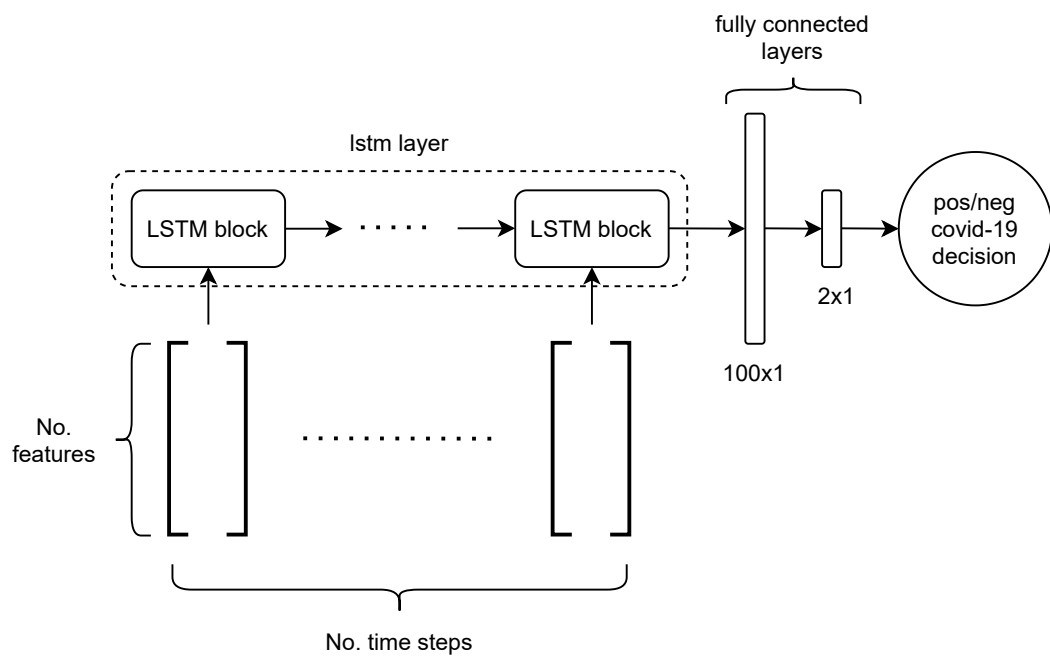 fully connected
layers
lstm layer
LSTM block
LSTM block
pos/neg
covid-19
decision
2x1
100x1
No.
features
No. time steps